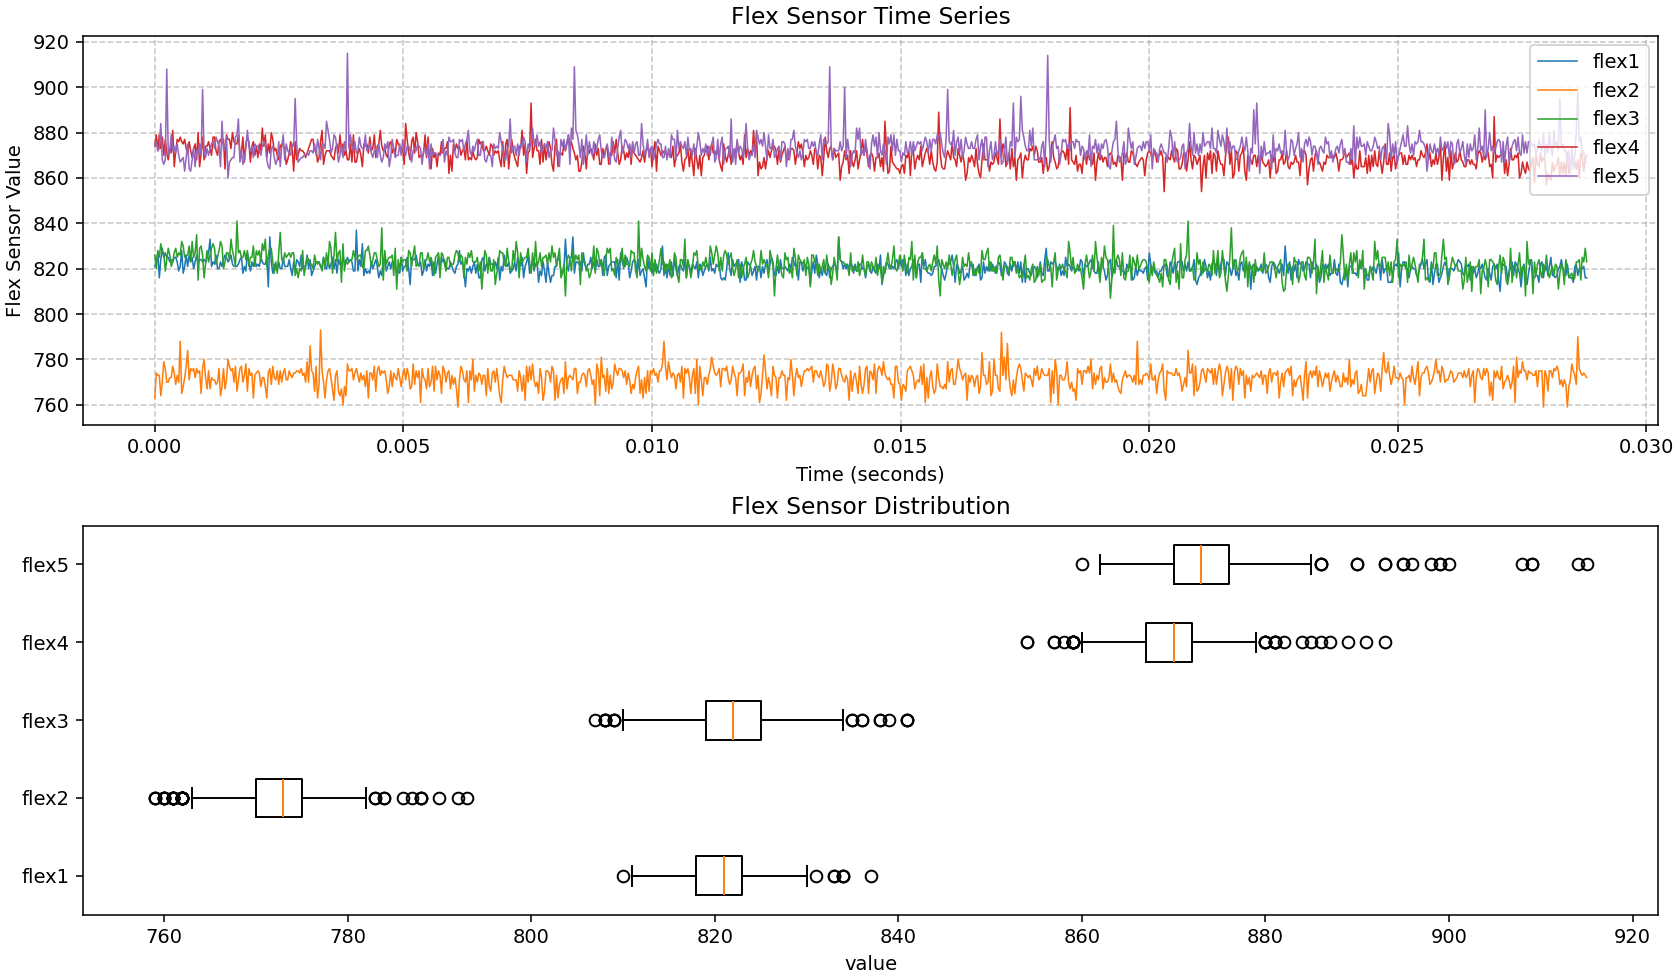 Flex Sensor Time Series
Flex Sensor Value
920
900
880
860
840
820
800
780
760
flex1
flex2
flex3
flex4
flex5
0.000 0.005 0.010 0.015 0.020 0.025 0.030
Time (seconds)
Flex Sensor Distribution
flex5
flex4
flex3
flex2
flex1
760 780 800 820 840 860 880 900 920
value